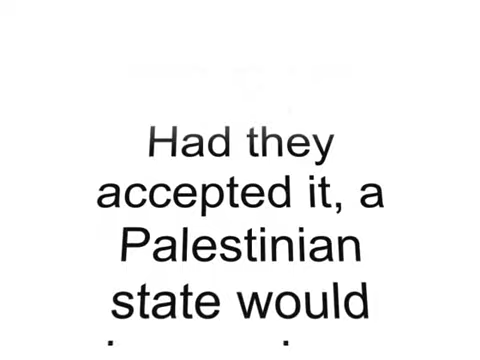 Had they
accepted it, a
Palestinian
state would